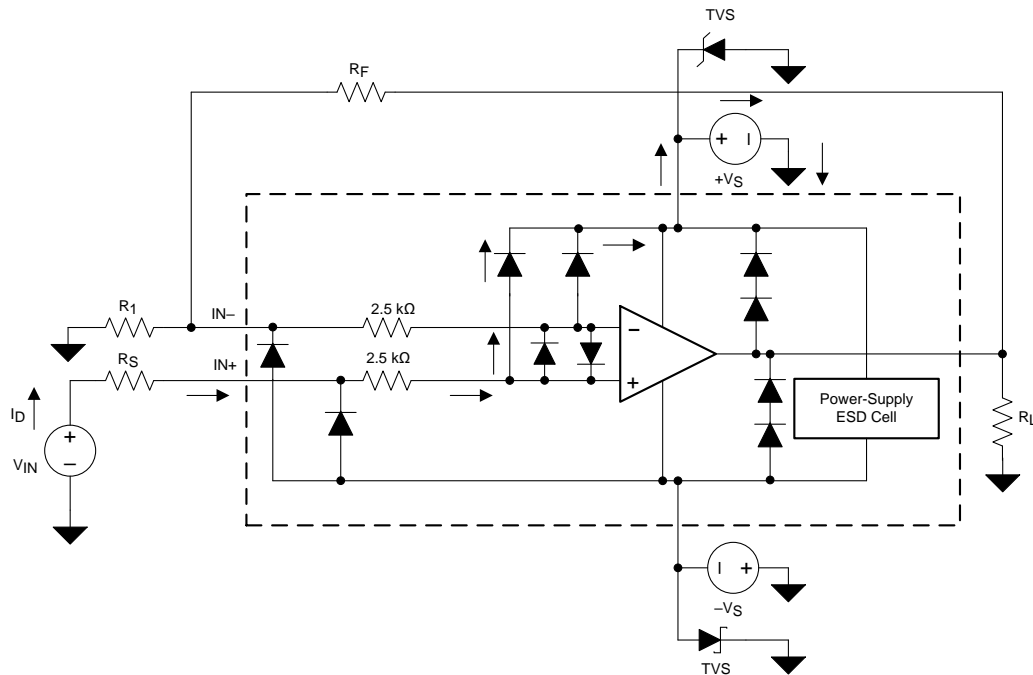 TVS
RF
+ –
+VS
R1
IN–
2.5 kΩ
–
RS
IN+
2.5 kΩ
+
Power-Supply
ESD Cell
RL
ID
+
–
VIN
– +
–VS
TVS